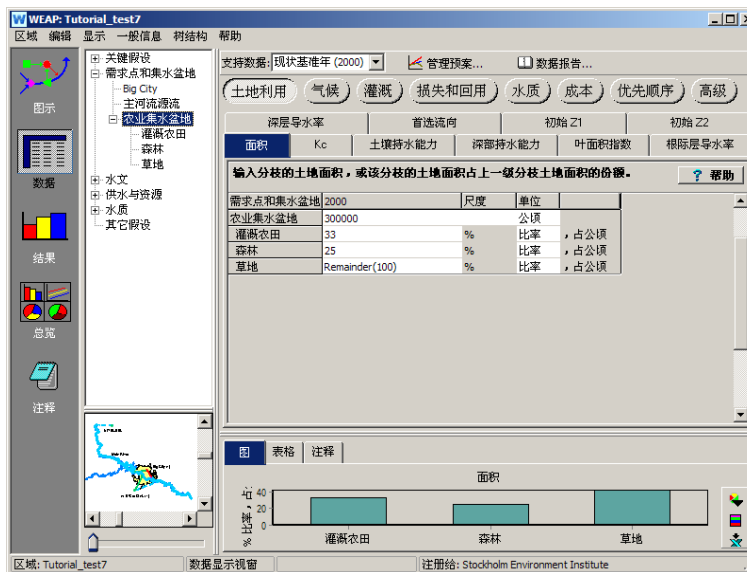 WEAP: Tutorial_test7
区域 编辑 显示 一般信息 树结构 帮助
图示
数据
结果
总览
注释
关键假设
需求点和集水盆地
Big City
主河流源流
农业集水盆地
灌溉农田
森林
草地
水文
供水与资源
水质
其它假设
支持数据: 现状基准年 (2000) 管理预案... 数据报告...
土地利用 气候 灌溉 损失和回用 水质 成本 优先顺序 高级
深层导水率 首选流向 初始 Z1 初始 Z2
面积 Kc 土壤持水能力 深部持水能力 叶面积指数 根际层导水率
输入分枝的土地面积，或该分枝的土地面积占上一级分枝土地面积的份额。 ? 帮助
需求点和集水盆地 2000 尺度 单位
农业集水盆地 300000 公顷
灌溉农田 33 % 比率 ，占公顷
森林 25 % 比率 ，占公顷
草地 Remainder(100) % 比率 ，占公顷
图 表格 注释
面积
% 比率，占
40
20
0
灌溉农田 森林 草地
区域: Tutorial_test7 数据显示视窗 注册给: Stockholm Environment Institute